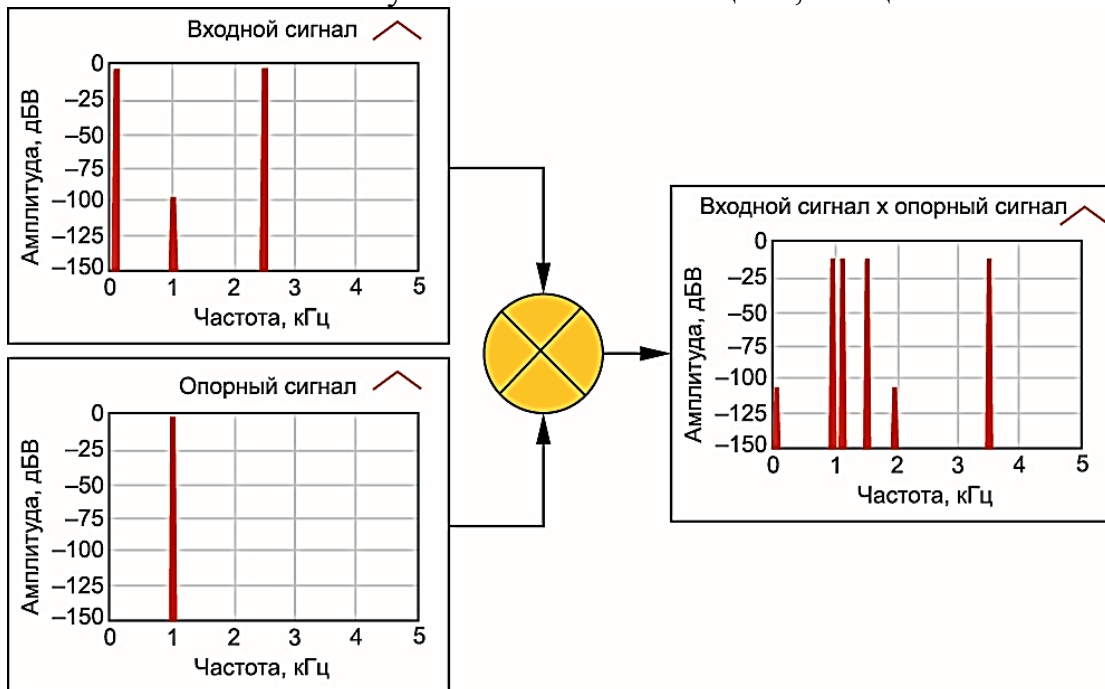 Входной сигнал
Амплитуда, дБВ
0
–25
–50
–75
–100
–125
–150
0 1 2 3 4 5
Частота, кГц
Опорный сигнал
Амплитуда, дБВ
0
–25
–50
–75
–100
–125
–150
0 1 2 3 4 5
Частота, кГц
Входной сигнал x опорный сигнал
Амплитуда, дБВ
0
–25
–50
–75
–100
–125
–150
0 1 2 3 4 5
Частота, кГц